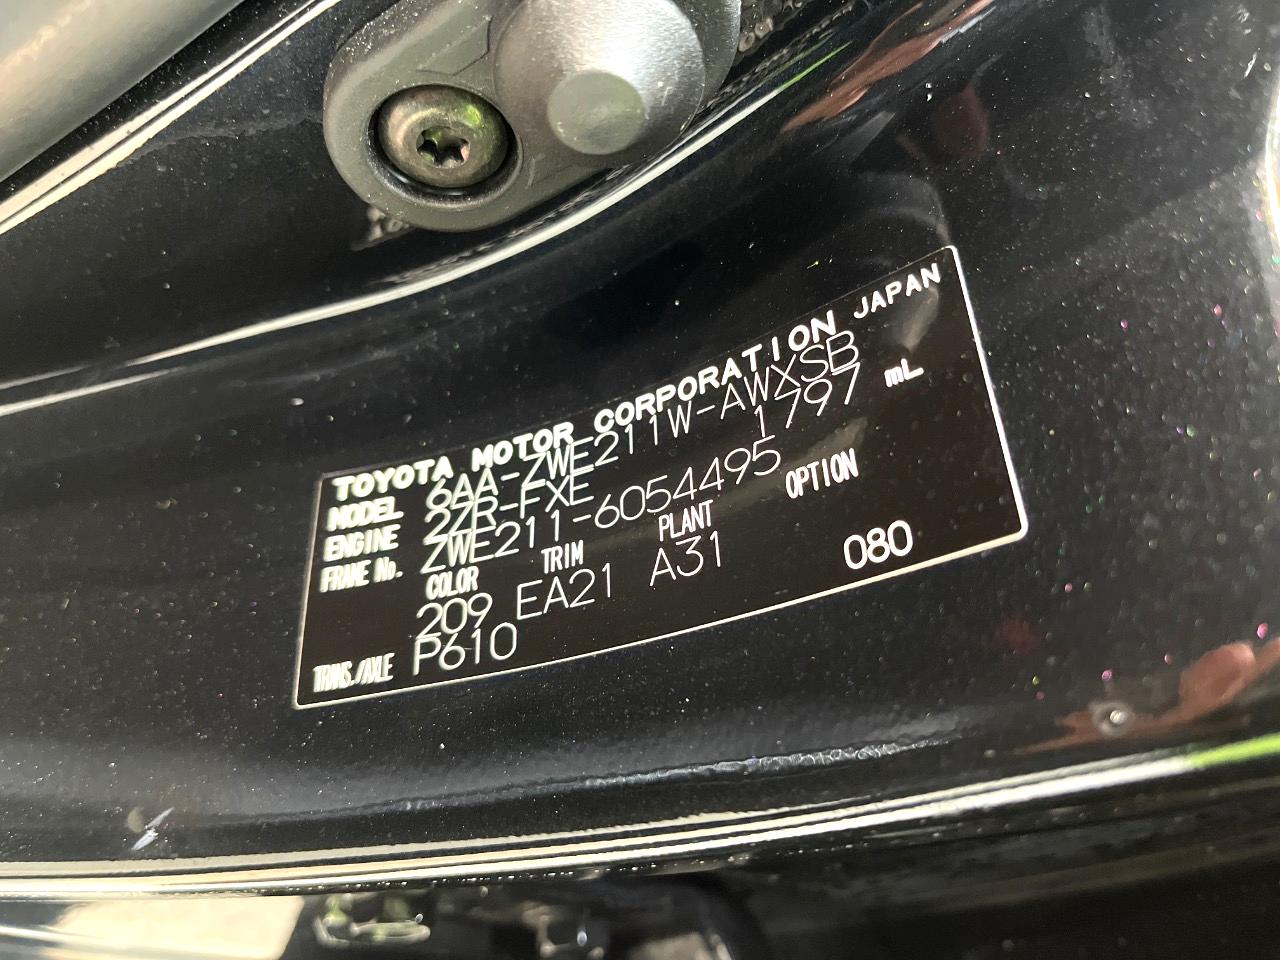 TOYOTA MOTOR CORPORATION JAPAN
MODEL 6AA-ZWE211W-AWXSB
ENGINE 2ZR-FXE 1797 mL
FRAME No. ZWE211-6054495
COLOR TRIM PLANT OPTION
209 EA21 A31 080
TRANS./AXLE P610